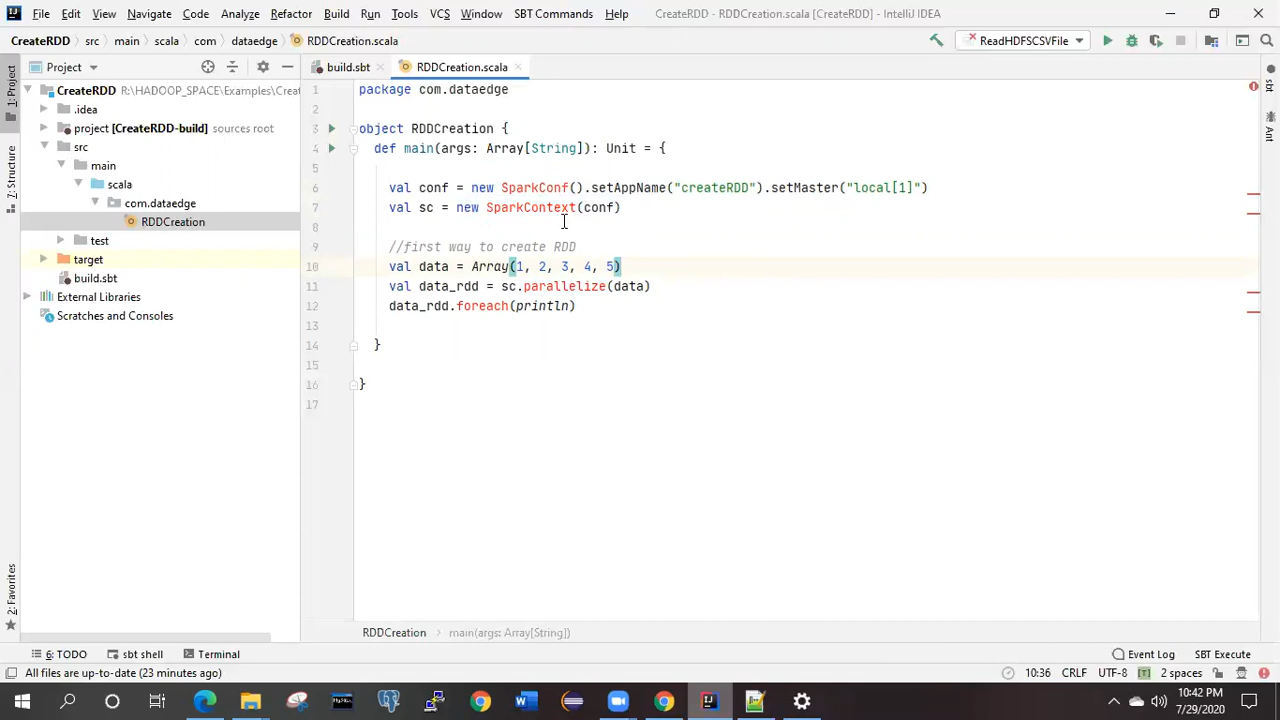 File Edit View Navigate Code Analyze Refactor Build Run Tools VCS Window SBT Commands Help CreateRDD - RDDCreation.scala [CreateRDD] - IntelliJ IDEA
CreateRDD src main scala com dataedge RDDCreation.scala ReadHDFSCSVFile
Project build.sbt RDDCreation.scala
1: Project
2: Structure
2: Favorites
sbt
Ant
CreateRDD R:\HADOOP_SPACE\Examples\Creat
.idea
project [CreateRDD-build] sources root
src
main
scala
com.dataedge
RDDCreation
test
target
build.sbt
External Libraries
Scratches and Consoles
1 package com.dataedge
2
3 object RDDCreation {
4 def main(args: Array[String]): Unit = {
5
6 val conf = new SparkConf().setAppName("createRDD").setMaster("local[1]")
7 val sc = new SparkContext(conf)
8
9 //first way to create RDD
10 val data = Array(1, 2, 3, 4, 5)
11 val data_rdd = sc.parallelize(data)
12 data_rdd.foreach(println)
13
14 }
15
16 }
17
RDDCreation main(args: Array[String])
6: TODO sbt shell Terminal Event Log SBT Execute
All files are up-to-date (23 minutes ago) 10:36 CRLF UTF-8 2 spaces
10:42 PM
7/29/2020